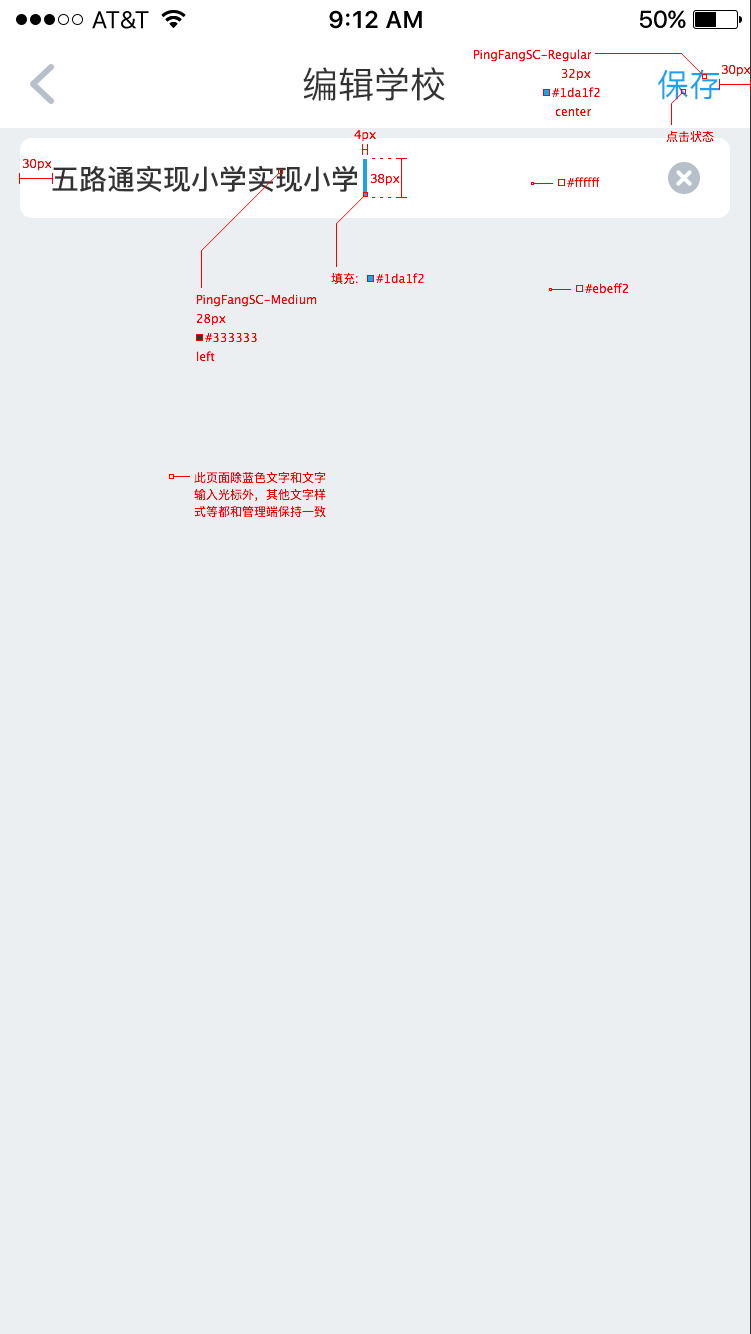 AT&T
9:12 AM
50%
编辑学校
保存
PingFangSC-Regular
32px
#1da1f2
center
30px
点击状态
4px
30px
五路通实现小学实现小学
38px
#ffffff
填充: #1da1f2
#ebeff2
PingFangSC-Medium
28px
#333333
left
此页面除蓝色文字和文字
输入光标外，其他文字样
式等都和管理端保持一致